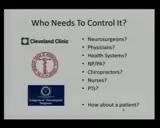 Who Needs To Control It?
Cleveland Clinic
• Neurosurgeons?
• Physicians?
• Health Systems?
• NP/PA?
• Chiropractors?
• Nurses?
• PTs?
• How about a patient?